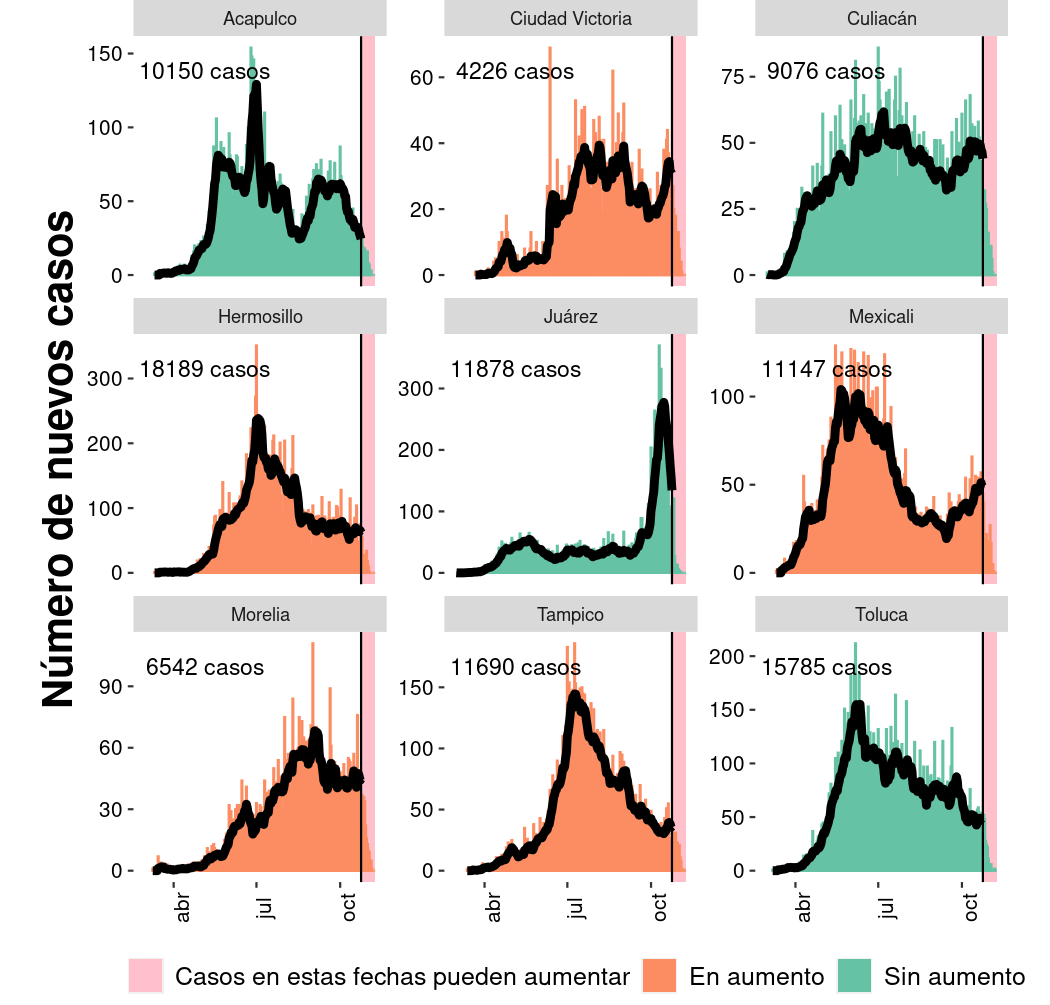 Número de nuevos casos
Acapulco
Ciudad Victoria
Culiacán
150
100
50
0
10150 casos
60
40
20
0
4226 casos
75
50
25
0
9076 casos
Hermosillo
Juárez
Mexicali
300
200
100
0
18189 casos
300
200
100
0
11878 casos
100
50
0
11147 casos
Morelia
Tampico
Toluca
90
60
30
0
6542 casos
150
100
50
0
11690 casos
200
150
100
50
0
15785 casos
abr
jul
oct
abr
jul
oct
abr
jul
oct
Casos en estas fechas pueden aumentar
En aumento
Sin aumento